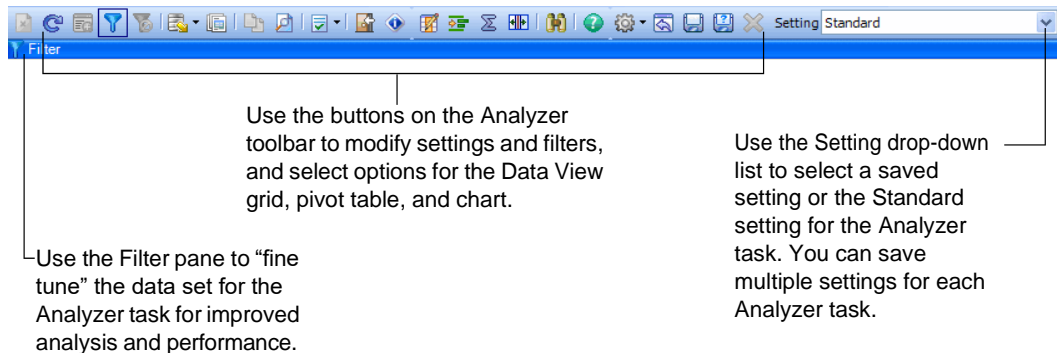 Setting Standard
Filter
Use the buttons on the Analyzer
toolbar to modify settings and filters,
and select options for the Data View
grid, pivot table, and chart.
Use the Setting drop-down
list to select a saved
setting or the Standard
setting for the Analyzer
task. You can save
multiple settings for each
Analyzer task.
Use the Filter pane to “fine
tune” the data set for the
Analyzer task for improved
analysis and performance.